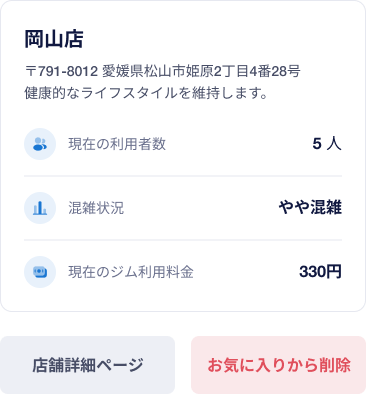 岡山店
〒791-8012 愛媛県松山市姫原2丁目4番28号
健康的なライフスタイルを維持します。
現在の利用者数 5 人
混雑状況 やや混雑
現在のジム利用料金 330円
店舗詳細ページ お気に入りから削除